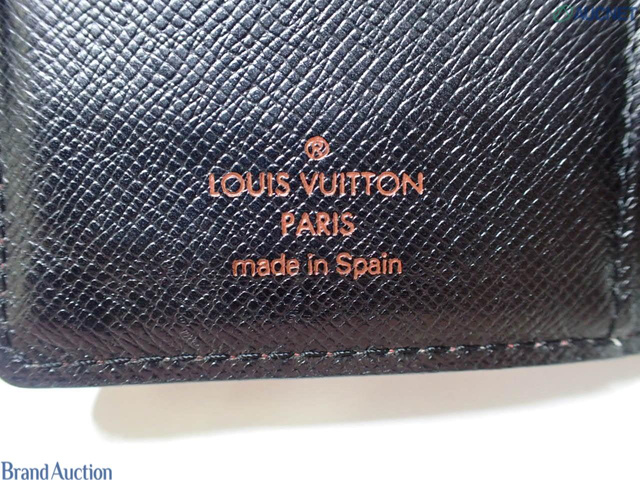 ®
LOUIS VUITTON
PARIS
made in Spain
Brand Auction